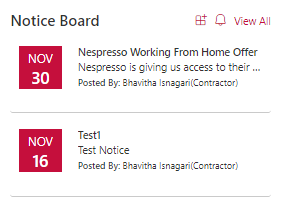 Notice Board
View All
NOV
30
Nespresso Working From Home Offer
Nespresso is giving us access to their ...
Posted By: Bhavitha Isnagari(Contractor)
NOV
16
Test1
Test Notice
Posted By: Bhavitha Isnagari(Contractor)